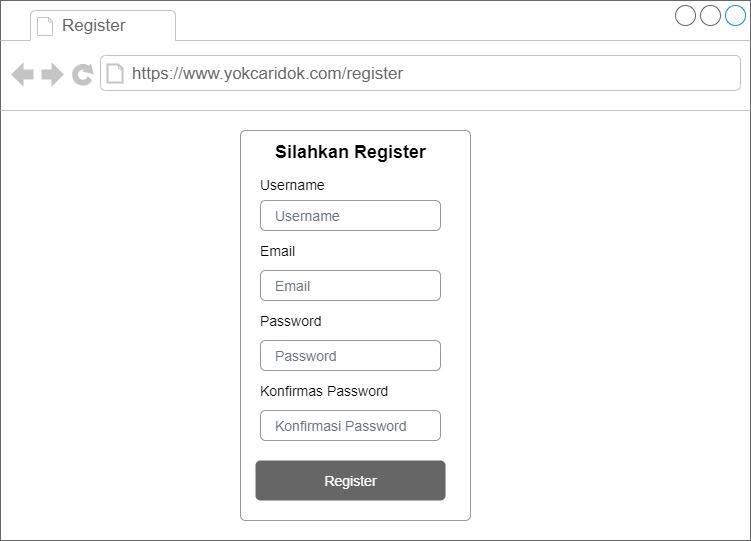 Register
https://www.yokcaridok.com/register
Silahkan Register
Username
Username
Email
Email
Password
Password
Konfirmas Password
Konfirmasi Password
Register